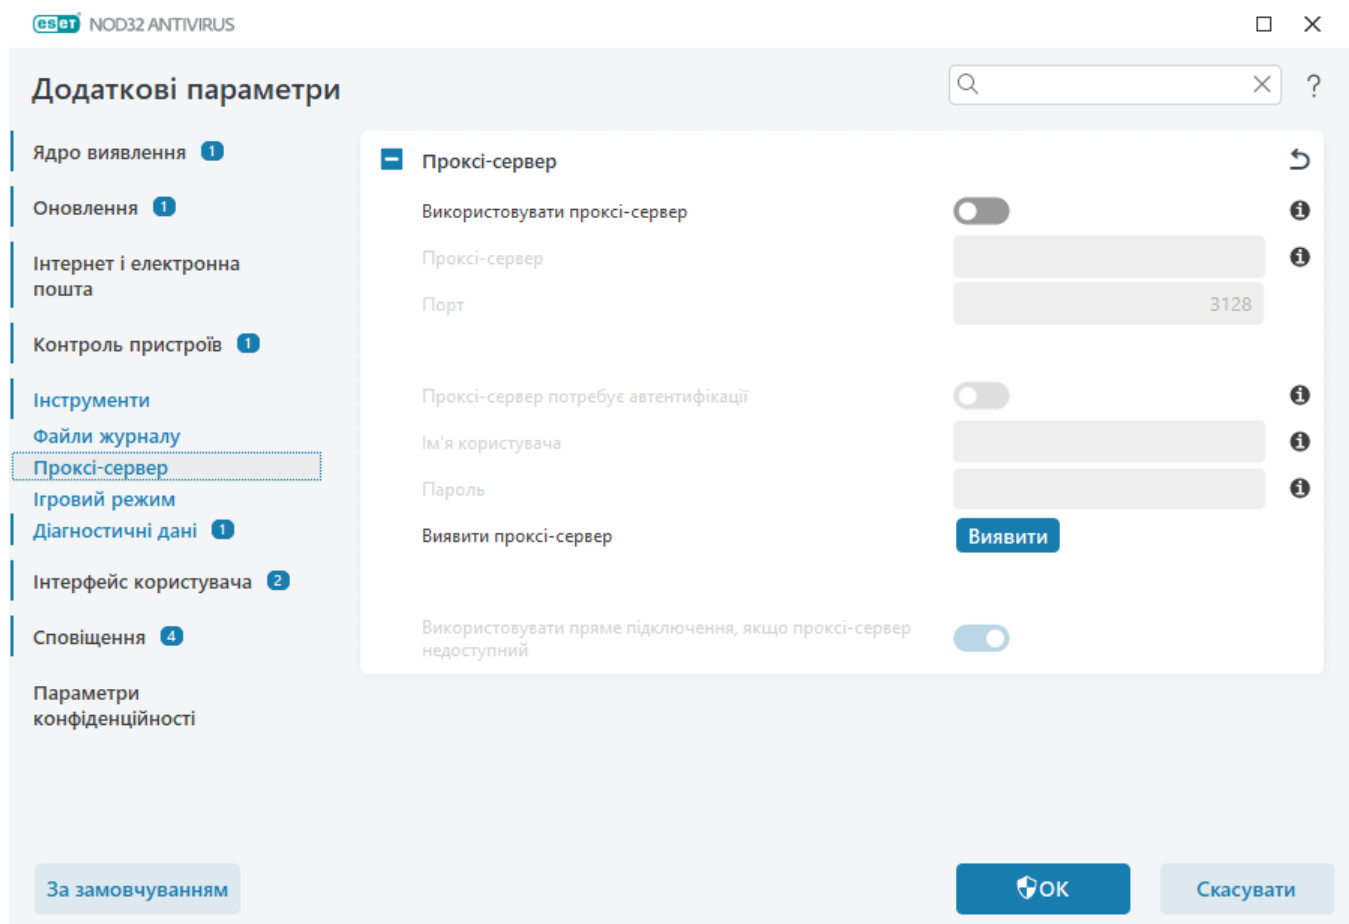 eset NOD32 ANTIVIRUS
Додаткові параметри
?
Ядро виявлення 1
Оновлення 1
Інтернет і електронна
пошта
Контроль пристроїв 1
Інструменти
Файли журналу
Проксі-сервер
Ігровий режим
Діагностичні дані 1
Інтерфейс користувача 2
Сповіщення 4
Параметри
конфіденційності
Проксі-сервер
Використовувати проксі-сервер
Проксі-сервер
Порт 3128
Проксі-сервер потребує автентифікації
Ім'я користувача
Пароль
Виявити проксі-сервер Виявити
Використовувати пряме підключення, якщо проксі-сервер
недоступний
За замовчуванням
ОК
Скасувати